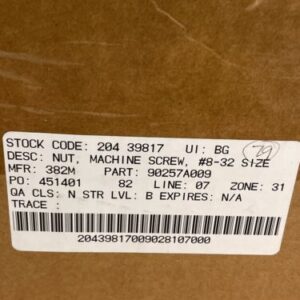 STOCK CODE: 204 39817 UI: BG 79
DESC: NUT, MACHINE SCREW, #8-32 SIZE
MFR: 382M PART: 90257A009
PO: 451401 82 LINE: 07 ZONE: 31
QA CLS: N STR LVL: B EXPIRES: N/A
TRACE :
20439817009028107000